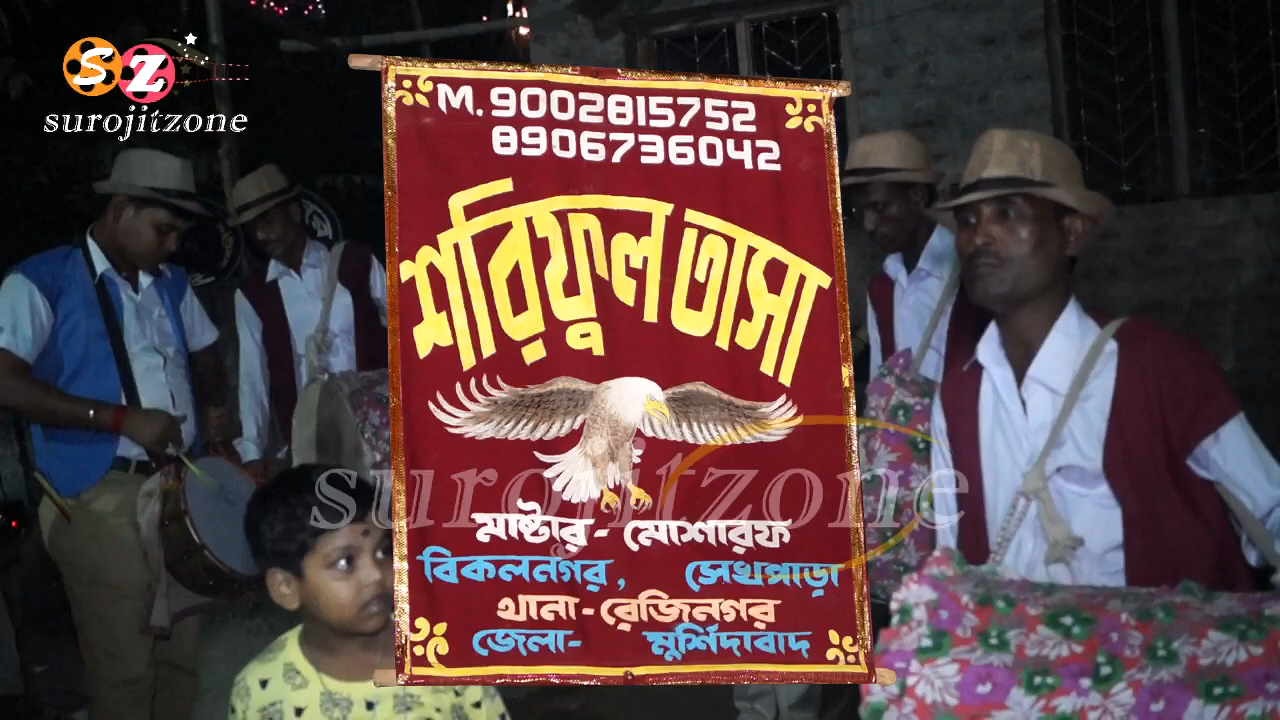 SZ
surojitzone
M. 9002815752
8906736042
শরিফুল তাসা
surojitzone
মাষ্টার - মোশারফ
বিকলনগর, সেখপাড়া
থানা - রেজিনগর
জেলা - মুর্শিদাবাদ